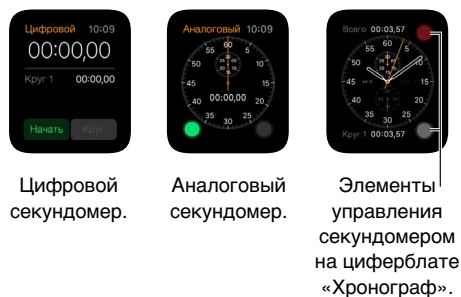 Цифровой 10:09
00:00,00
Круг 1 00:00,00
Начать Круг
Аналоговый 10:09
60
55 5
50 10
45 15
40 20
35 25
30
00:00,00
Всего 00:03,57
60
55 5
50 10
45 15
40 20
35 25
30
Круг 1 00:03,57
Цифровой
секундомер.
Аналоговый
секундомер.
Элементы
управления
секундомером
на циферблате
«Хронограф».